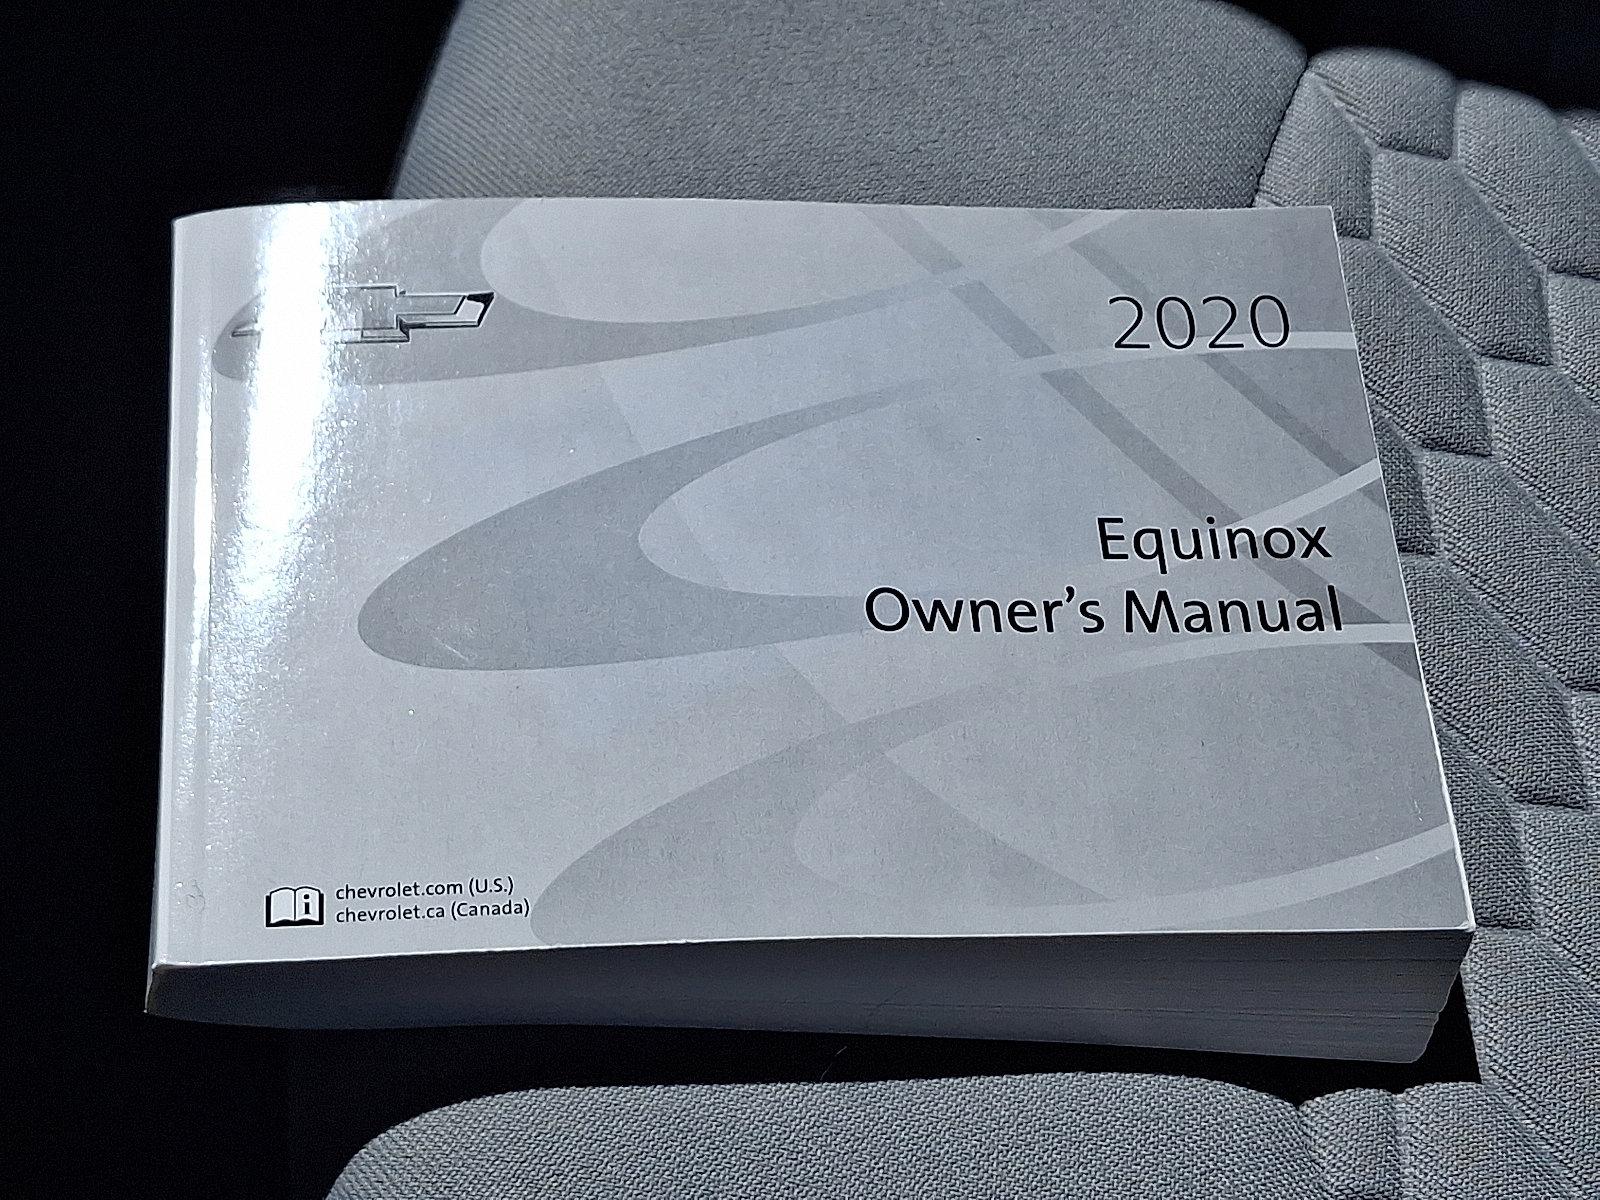 2020
Equinox
Owner's Manual
chevrolet.com (U.S.)
chevrolet.ca (Canada)